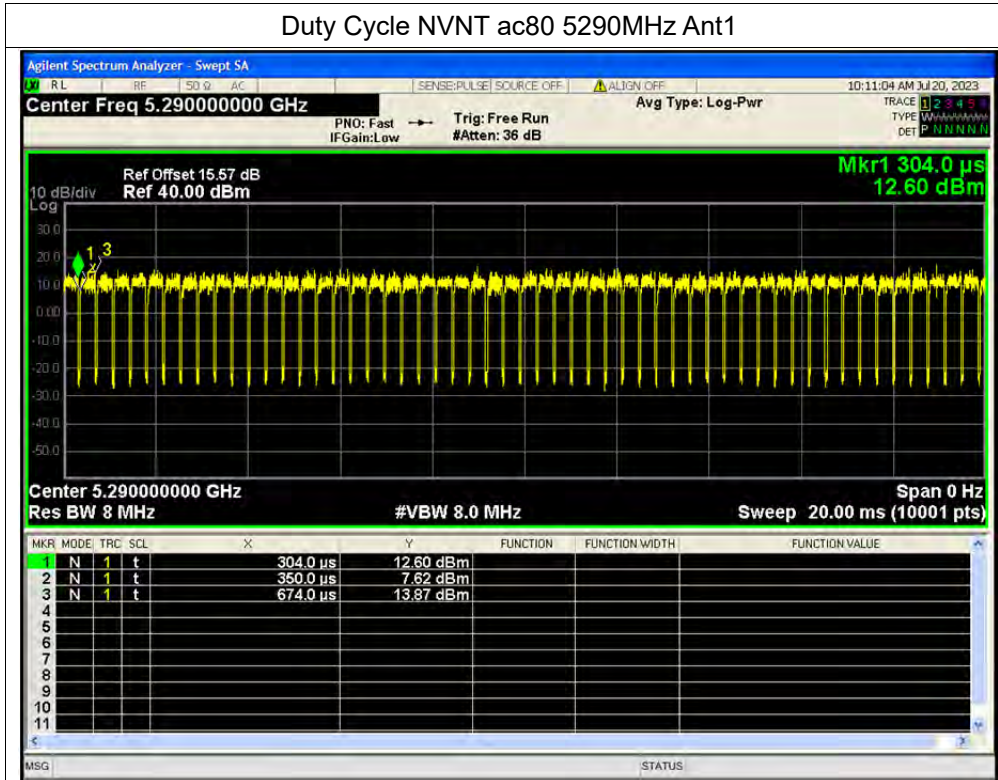 Duty Cycle NVNT ac80 5290MHz Ant1
Agilent Spectrum Analyzer - Swept SA
RL RF 50 Ω AC SENSE:PULSE SOURCE OFF ALIGN OFF 10:11:04 AM Jul 20, 2023
Center Freq 5.290000000 GHz
Avg Type: Log-Pwr
TRACE 1 2 3 4 5 6
PNO: Fast
IFGain:Low
Trig: Free Run
#Atten: 36 dB
TYPE W
DET P N N N N N
Mkr1 304.0 µs
12.60 dBm
Ref Offset 15.57 dB
10 dB/div Ref 40.00 dBm
Log
30.0
20.0
10.0
0.00
-10.0
-20.0
-30.0
-40.0
-50.0
1 2 3
Center 5.290000000 GHz Span 0 Hz
Res BW 8 MHz #VBW 8.0 MHz Sweep 20.00 ms (10001 pts)
MKR MODE TRC SCL X Y FUNCTION FUNCTION WIDTH FUNCTION VALUE
1 N 1 t 304.0 µs 12.60 dBm
2 N 1 t 350.0 µs 7.62 dBm
3 N 1 t 674.0 µs 13.87 dBm
4
5
6
7
8
9
10
11
MSG STATUS